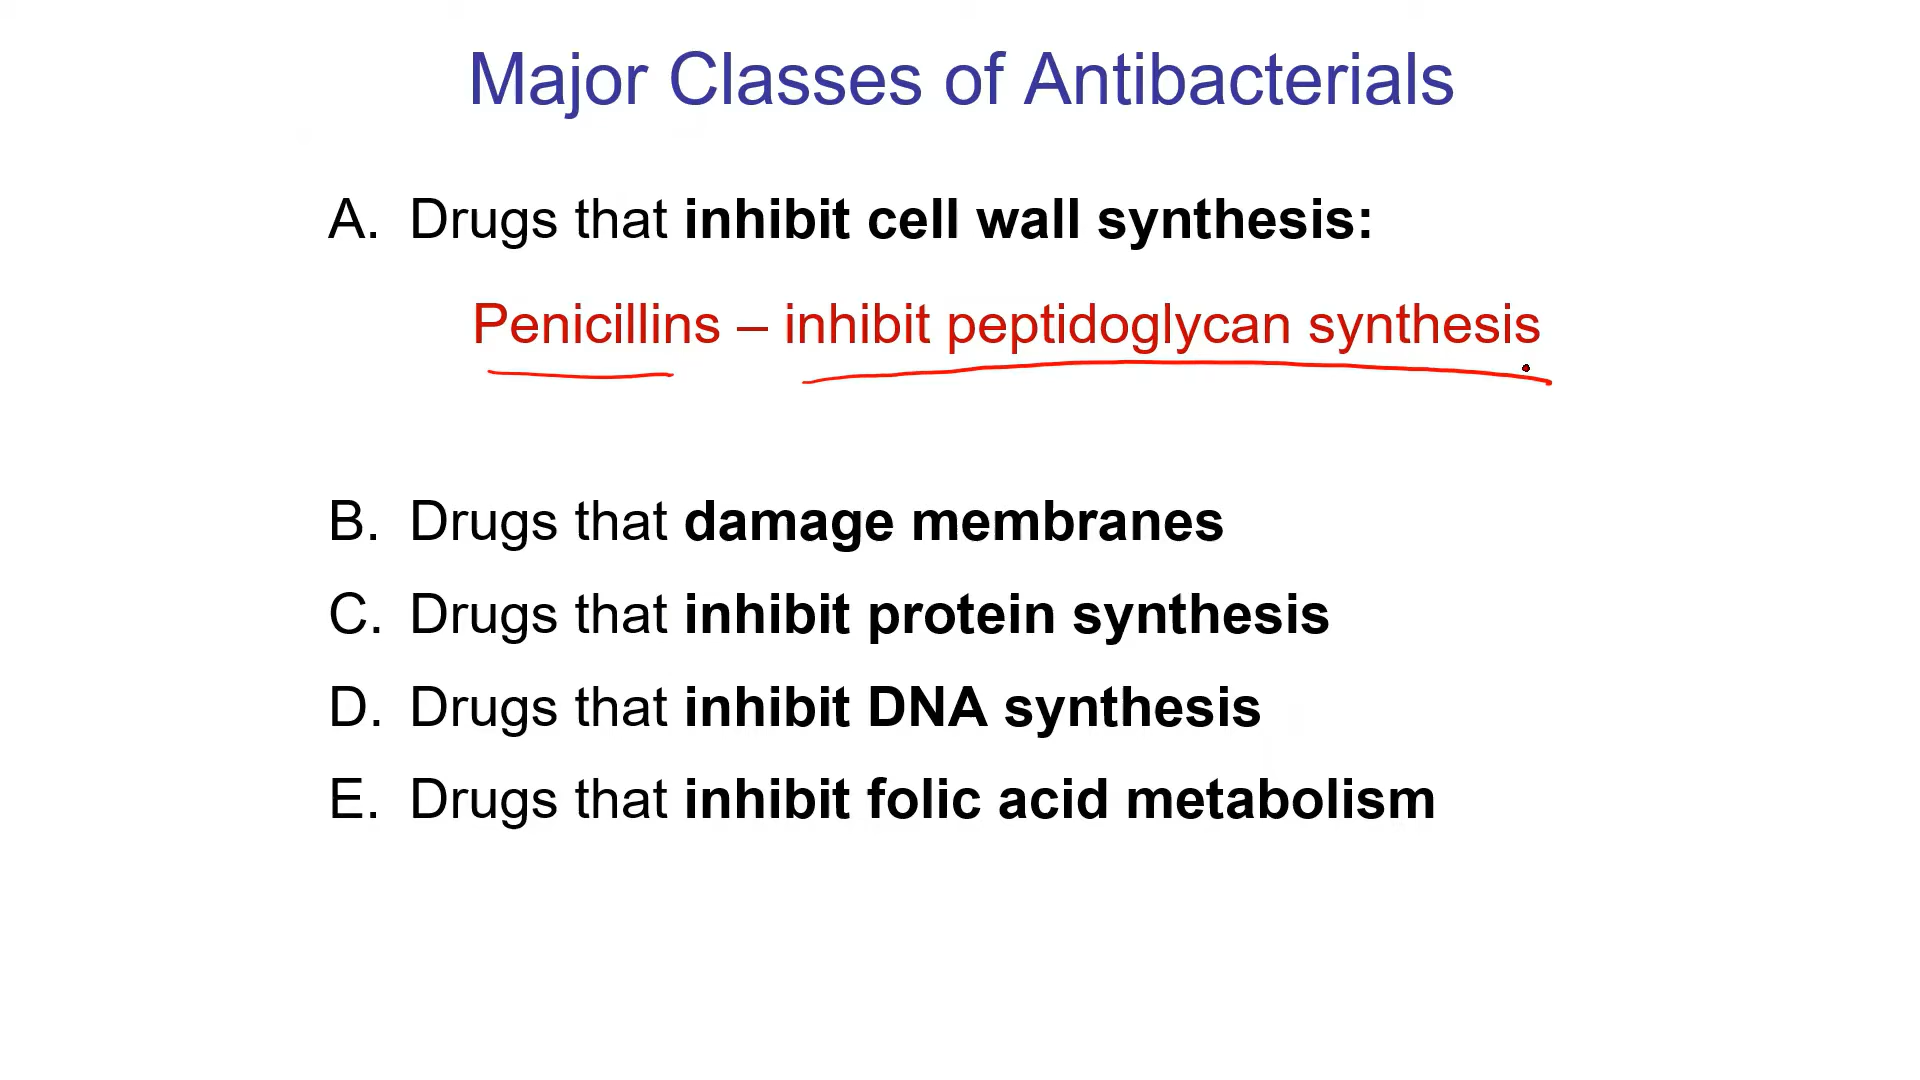 Major Classes of Antibacterials
A. Drugs that inhibit cell wall synthesis:
Penicillins – inhibit peptidoglycan synthesis
B. Drugs that damage membranes
C. Drugs that inhibit protein synthesis
D. Drugs that inhibit DNA synthesis
E. Drugs that inhibit folic acid metabolism